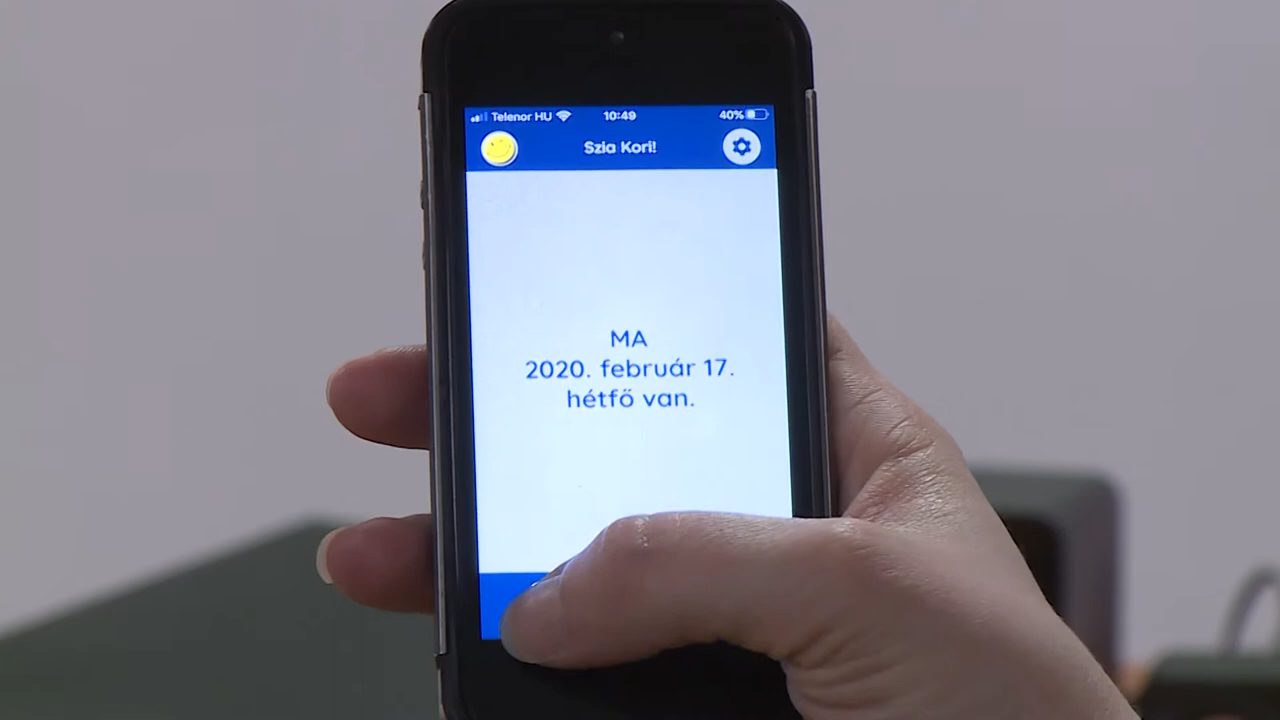 Telenor HU 10:49 40%
Szia Kori!
MA
2020. február 17.
hétfő van.